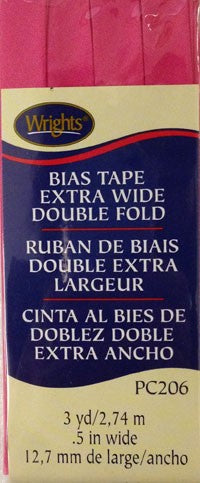 Wrights®
BIAS TAPE
EXTRA WIDE
DOUBLE FOLD
RUBAN DE BIAIS
DOUBLE EXTRA
LARGEUR
CINTA AL BIES DE
DOBLEZ DOBLE
EXTRA ANCHO
PC206
3 yd/2,74 m
.5 in wide
12,7 mm de large/ancho